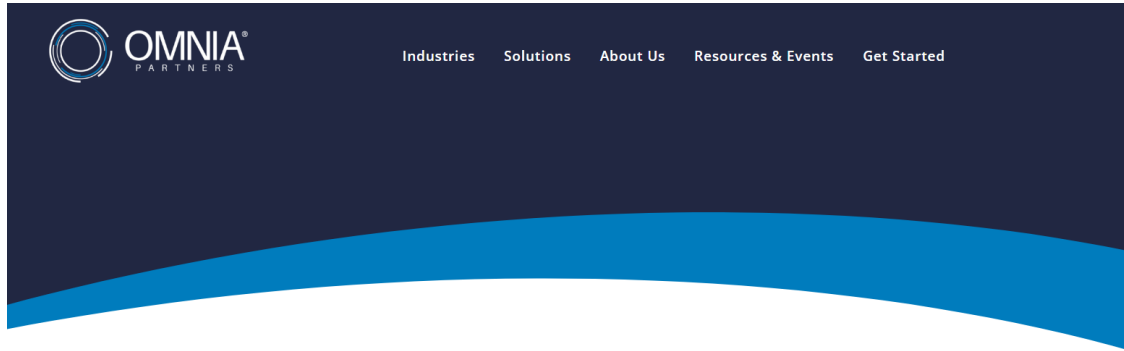 OMNIA®
PARTNERS
Industries Solutions About Us Resources & Events Get Started